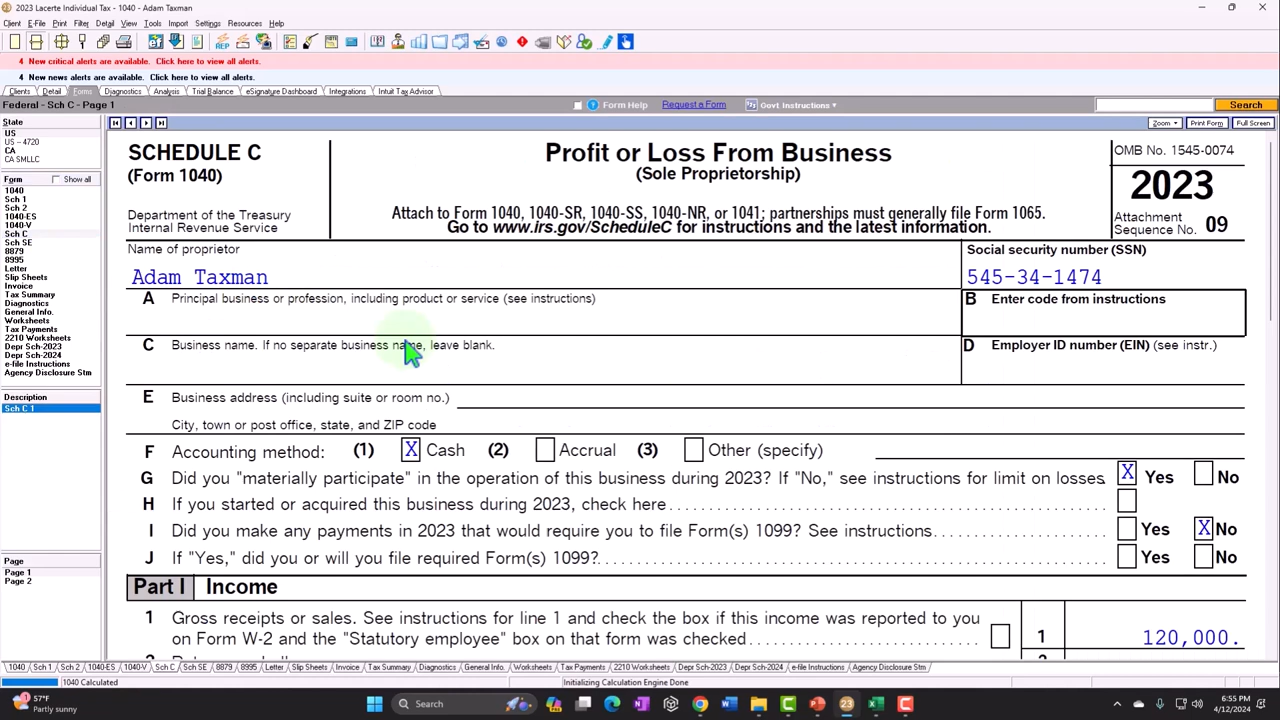 2023 Lacerte Individual Tax - 1040 - Adam Taxman
Client E-File Print Filter Detail View Tools Interact Settings Resources Help
4 New critical alerts are available. Click here to view all alerts.
4 New news alerts are available. Click here to view all alerts.
Clients Detail Forms Diagnostics Analysis Trial Balance eSignature Dashboard Integrations Intuit Tax Advisor
Federal - Sch C - Page 1 Form Help Request a Form Govt. Instructions Search
State
US
US - 4720
CA
CA SMLLC
Form Show all
1040
Sch 1
Sch 2
1040-ES
1040-V
Sch C
Sch SE
8879
8995
Letter
Slip Sheets
Invoice
Tax Summary
Diagnostics
General Info.
Worksheets
Tax Payments
2210 Worksheets
Depr Sch-2023
Depr Sch-2024
e-file Instructions
Agency Disclosure Stm
Description
Sch C 1
Page
Page 1
Page 2
Zoom Print Form Full Screen
SCHEDULE C
(Form 1040)
Department of the Treasury
Internal Revenue Service
Profit or Loss From Business
(Sole Proprietorship)
Attach to Form 1040, 1040-SR, 1040-SS, 1040-NR, or 1041; partnerships must generally file Form 1065.
Go to www.irs.gov/ScheduleC for instructions and the latest information.
OMB No. 1545-0074
2023
Attachment
Sequence No. 09
Name of proprietor
Adam Taxman
Social security number (SSN)
545-34-1474
A Principal business or profession, including product or service (see instructions)
B Enter code from instructions
C Business name. If no separate business name, leave blank.
D Employer ID number (EIN) (see instr.)
E Business address (including suite or room no.)
City, town or post office, state, and ZIP code
F Accounting method: (1) X Cash (2) Accrual (3) Other (specify)
G Did you "materially participate" in the operation of this business during 2023? If "No," see instructions for limit on losses. X Yes No
H If you started or acquired this business during 2023, check here
I Did you make any payments in 2023 that would require you to file Form(s) 1099? See instructions Yes X No
J If "Yes," did you or will you file required Form(s) 1099? Yes No
Part I Income
1 Gross receipts or sales. See instructions for line 1 and check the box if this income was reported to you
on Form W-2 and the "Statutory employee" box on that form was checked 1 120,000.
1040 Sch 1 Sch 2 1040-ES 1040-V Sch C Sch SE 8879 8995 Letter Slip Sheets Invoice Tax Summary Diagnostics General Info. Worksheets Tax Payments 2210 Worksheets Depr Sch-2023 Depr Sch-2024 e-file Instructions Agency Disclosure Stm
1040 Calculated Initializing Calculation Engine Done
57°F
Partly sunny
Search
23
6:55 PM
4/12/2024